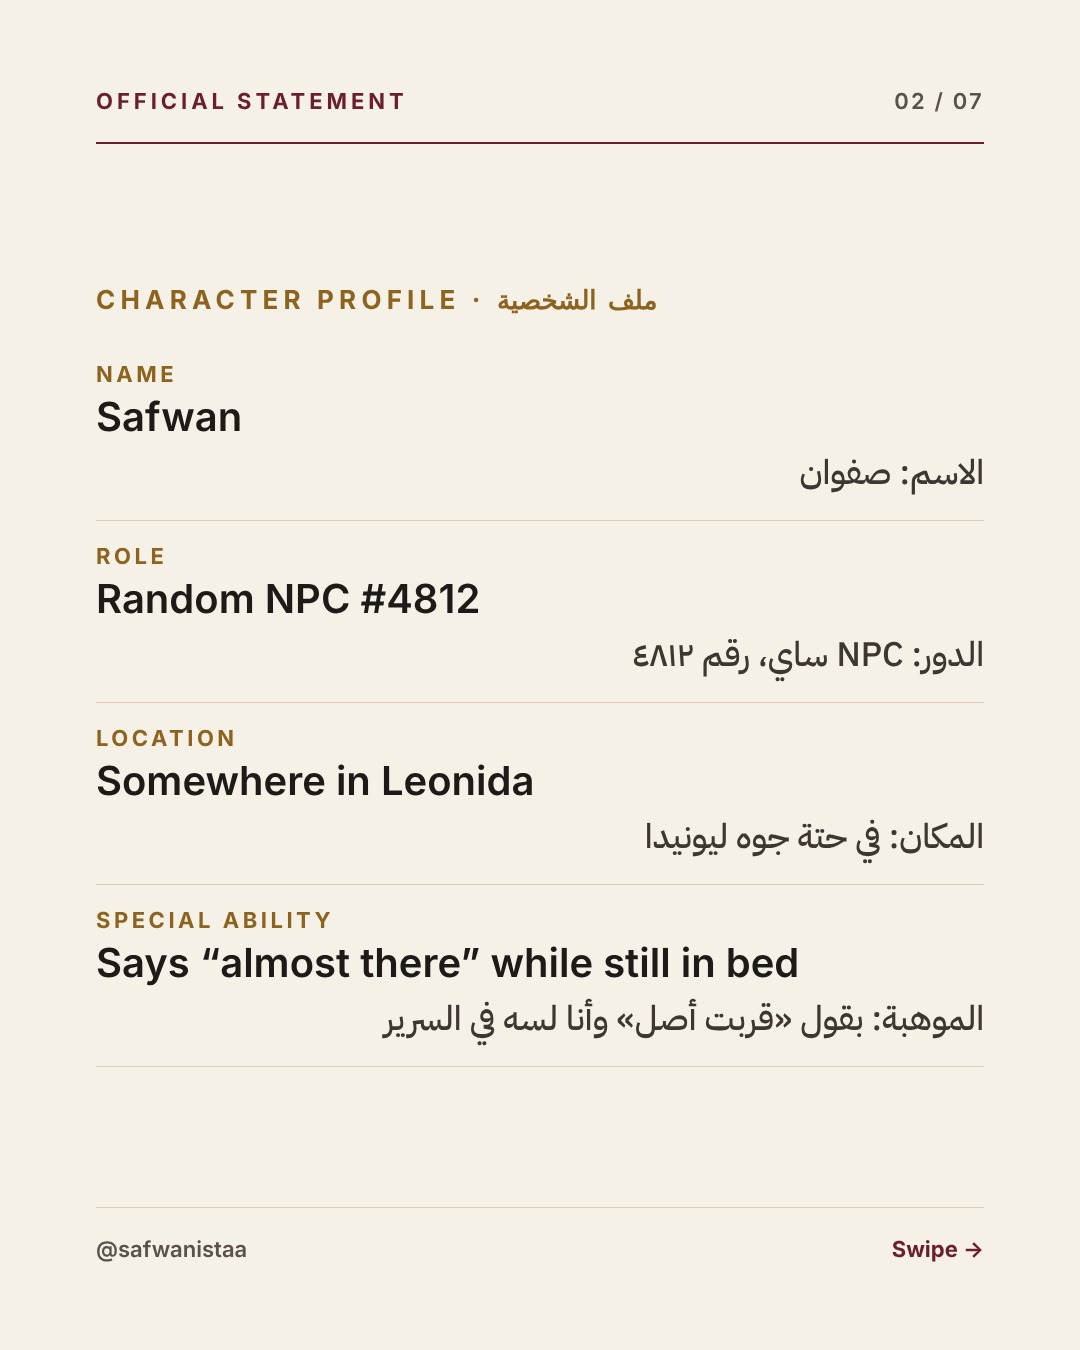 OFFICIAL STATEMENT
02 / 07
CHARACTER PROFILE · ملف الشخصية
NAME
Safwan
الاسم: صفوان
ROLE
Random NPC #4812
الدور: NPC ساي، رقم ٤٨١٢
LOCATION
Somewhere in Leonida
المكان: في حتة جوه ليونيدا
SPECIAL ABILITY
Says “almost there” while still in bed
الموهبة: بقول «قربت أصل» وأنا لسه في السرير
@safwanistaa
Swipe →